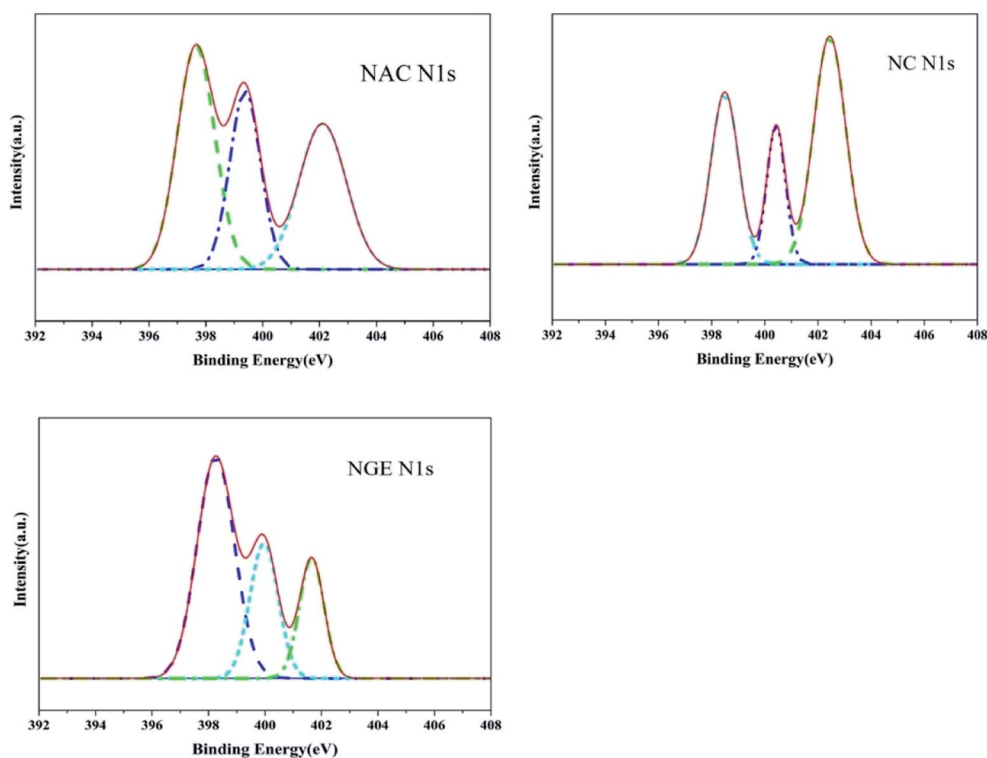 NAC N1s
Intensity(a.u.)
392 394 396 398 400 402 404 406 408
Binding Energy(eV)
NC N1s
Intensity(a.u.)
392 394 396 398 400 402 404 406 408
Binding Energy(eV)
NGE N1s
Intensity(a.u.)
392 394 396 398 400 402 404 406 408
Binding Energy(eV)